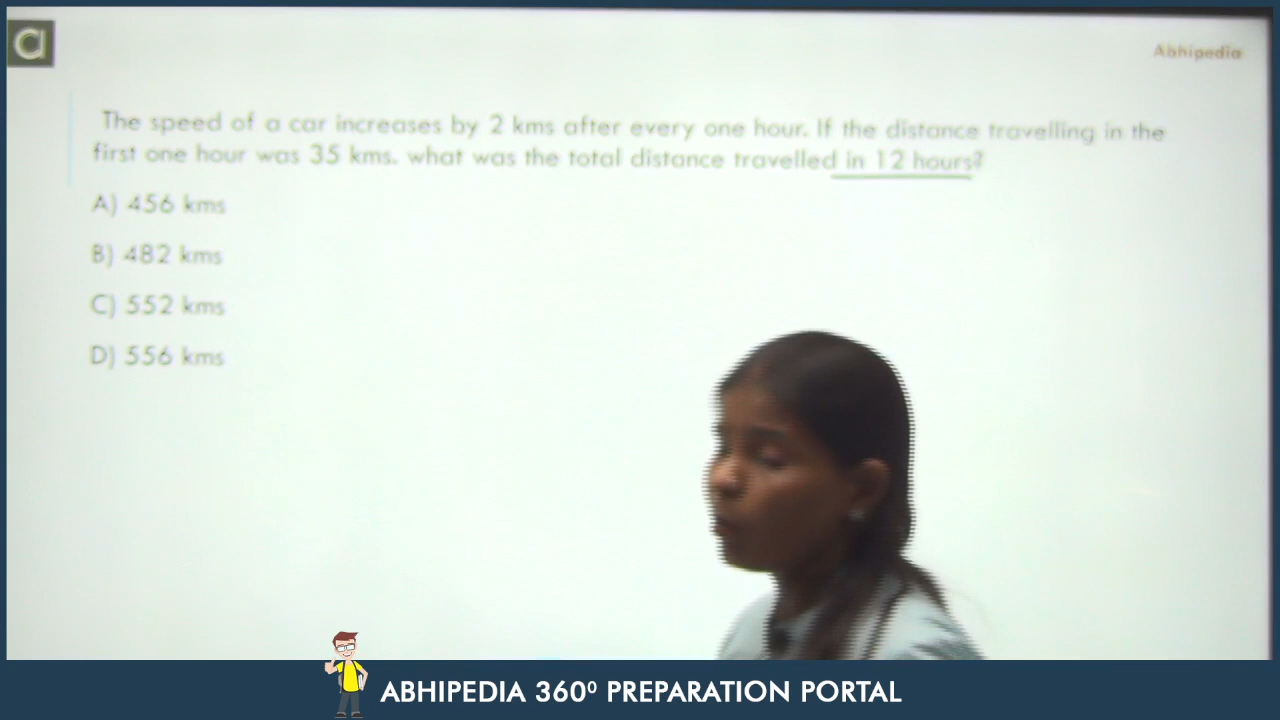 a
Abhipedia
The speed of a car increases by 2 kms after every one hour. If the distance travelling in the
first one hour was 35 kms. what was the total distance travelled in 12 hours?
A) 456 kms
B) 482 kms
C) 552 kms
D) 556 kms
ABHIPEDIA 360⁰ PREPARATION PORTAL